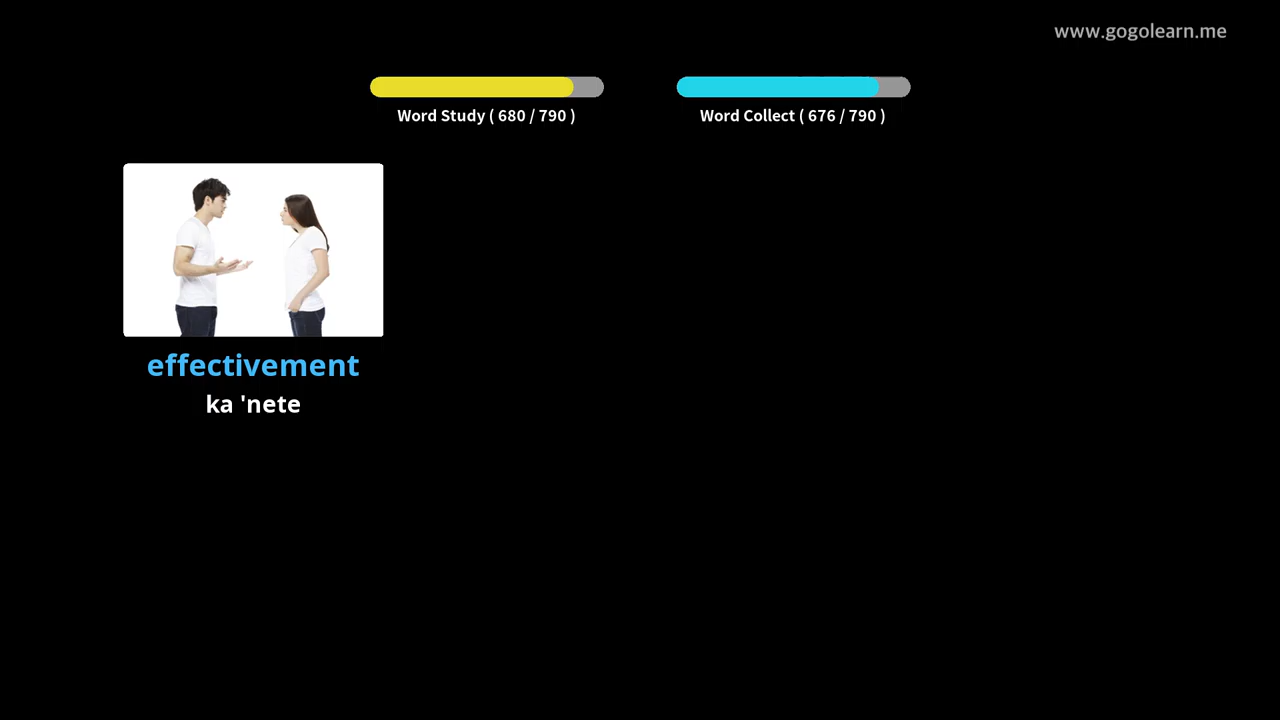 www.gogolearn.me
Word Study ( 680 / 790 )
Word Collect ( 676 / 790 )
effectivement
ka 'nete